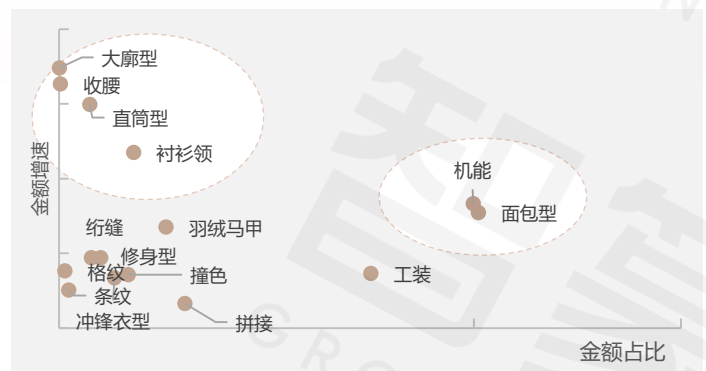 大廓型
收腰
直筒型
衬衫领
机能
面包型
金额增速
绗缝
羽绒马甲
修身型
格纹
撞色
工装
条纹
冲锋衣型
拼接
金额占比